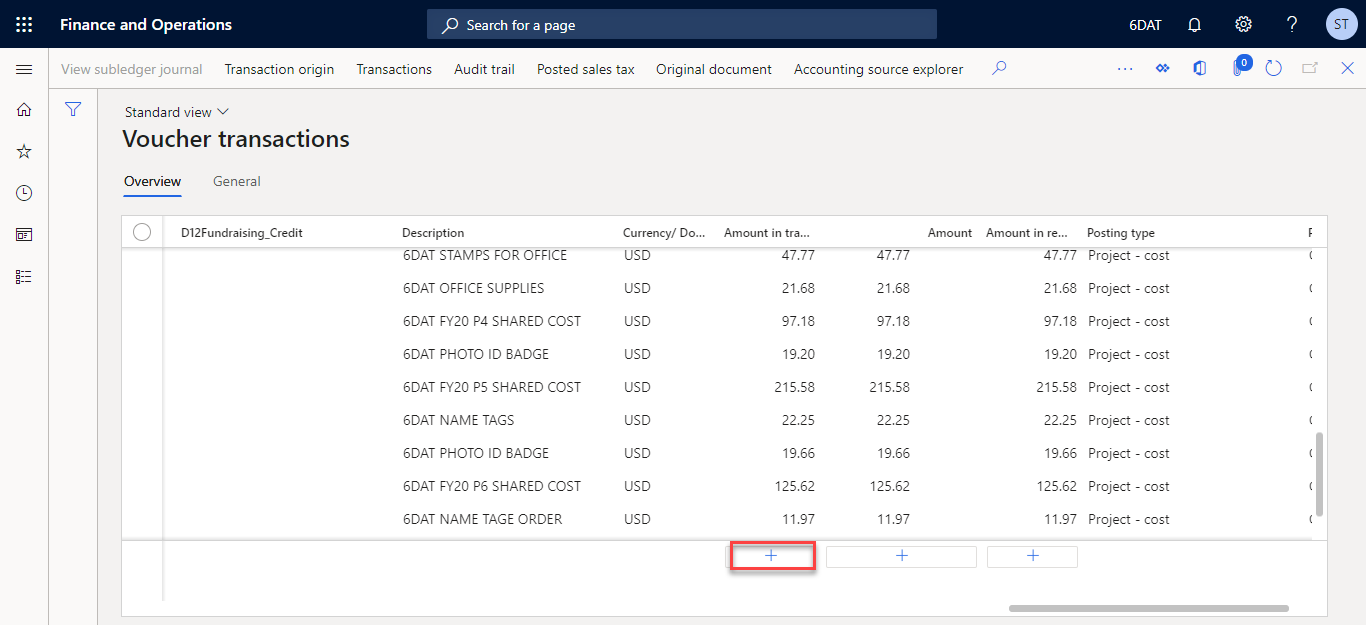 Finance and Operations
Search for a page
6DAT
?
ST
View subledger journal Transaction origin Transactions Audit trail Posted sales tax Original document Accounting source explorer ... 0
Standard view
Voucher transactions
Overview General
D12Fundraising_Credit Description Currency/ Do... Amount in tra... Amount Amount in re... Posting type
6DAT STAMPS FOR OFFICE USD 47.77 47.77 47.77 Project - cost
6DAT OFFICE SUPPLIES USD 21.68 21.68 21.68 Project - cost
6DAT FY20 P4 SHARED COST USD 97.18 97.18 97.18 Project - cost
6DAT PHOTO ID BADGE USD 19.20 19.20 19.20 Project - cost
6DAT FY20 P5 SHARED COST USD 215.58 215.58 215.58 Project - cost
6DAT NAME TAGS USD 22.25 22.25 22.25 Project - cost
6DAT PHOTO ID BADGE USD 19.66 19.66 19.66 Project - cost
6DAT FY20 P6 SHARED COST USD 125.62 125.62 125.62 Project - cost
6DAT NAME TAGE ORDER USD 11.97 11.97 11.97 Project - cost
+ + +